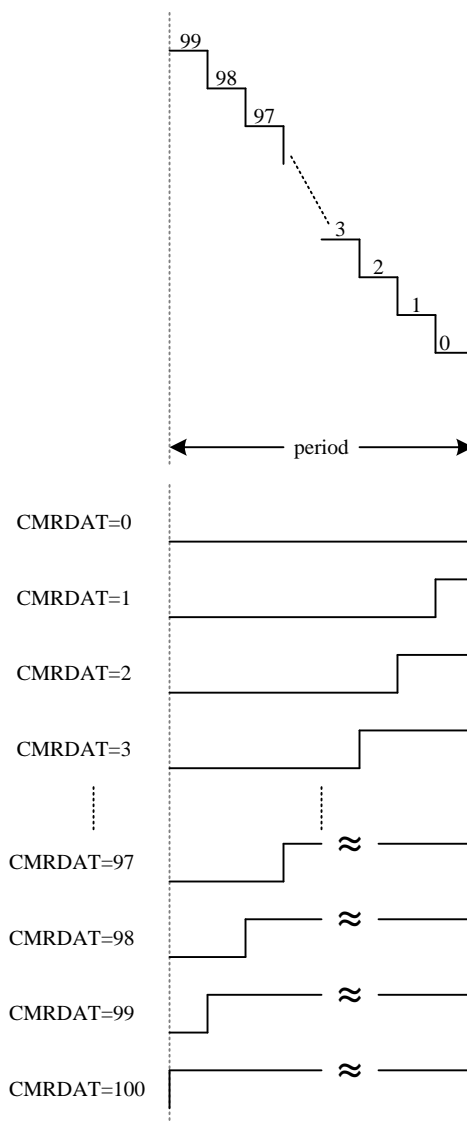 99
98
97
3
2
1
0
period
CMRDAT=0
CMRDAT=1
CMRDAT=2
CMRDAT=3
CMRDAT=97
CMRDAT=98
CMRDAT=99
CMRDAT=100